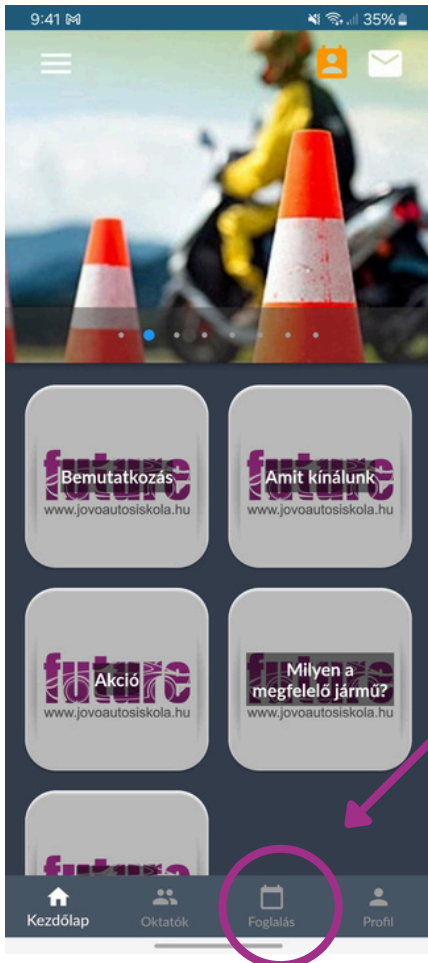 9:41
35%
future
Bemutatkozás
www.jovoautosiskola.hu
future
Amit kínálunk
www.jovoautosiskola.hu
future
Akció
www.jovoautosiskola.hu
future
Milyen a
megfelelő jármű?
www.jovoautosiskola.hu
future
Kezdőlap
Oktatók
Foglalás
Profil